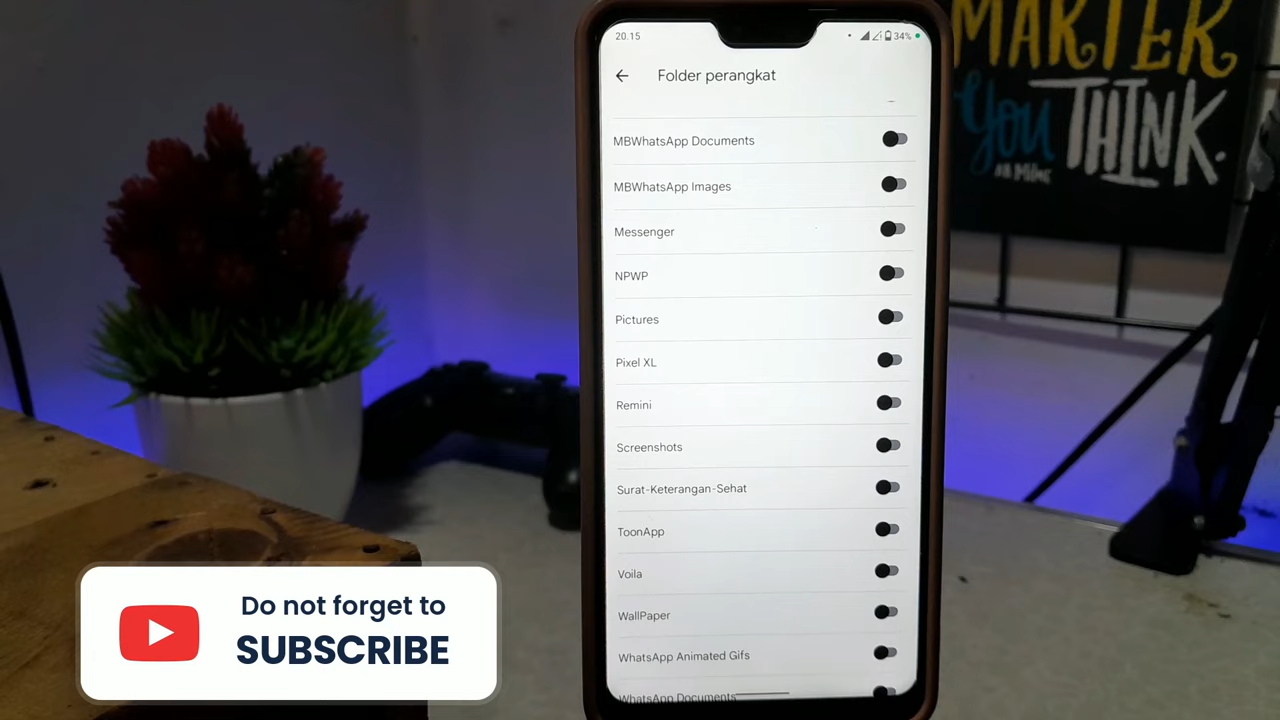 20.15
34%
Folder perangkat
MBWhatsApp Documents
MBWhatsApp Images
Messenger
NPWP
Pictures
Pixel XL
Remini
Screenshots
Surat-Keterangan-Sehat
ToonApp
Voila
WallPaper
WhatsApp Animated Gifs
WhatsApp Documents
YOU
THINK.
Do not forget to
SUBSCRIBE